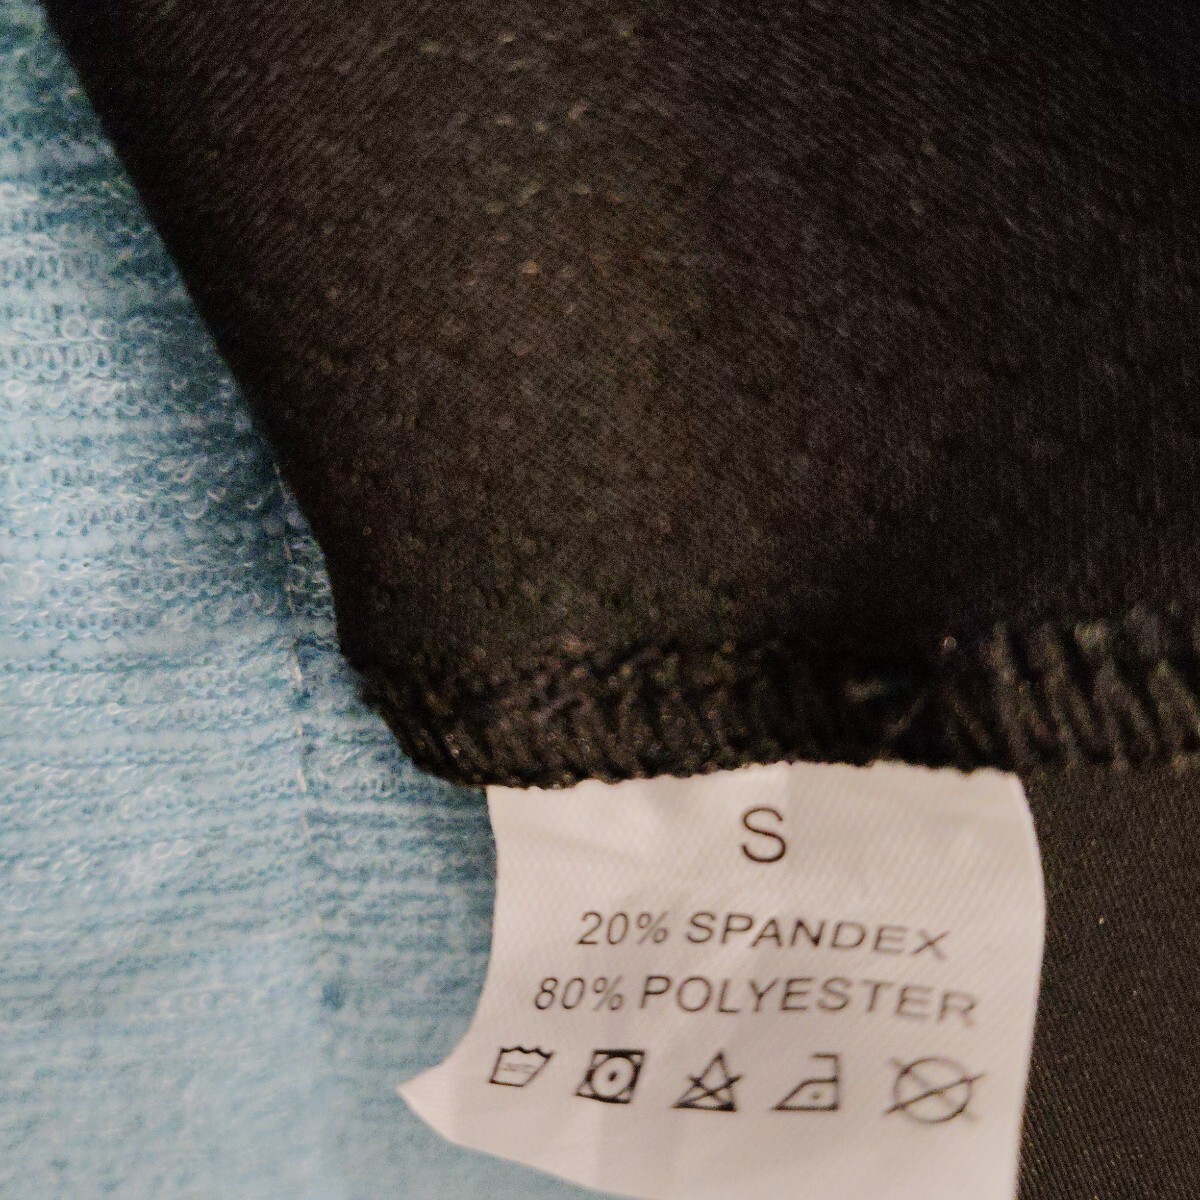 S
20% SPANDEX
80% POLYESTER